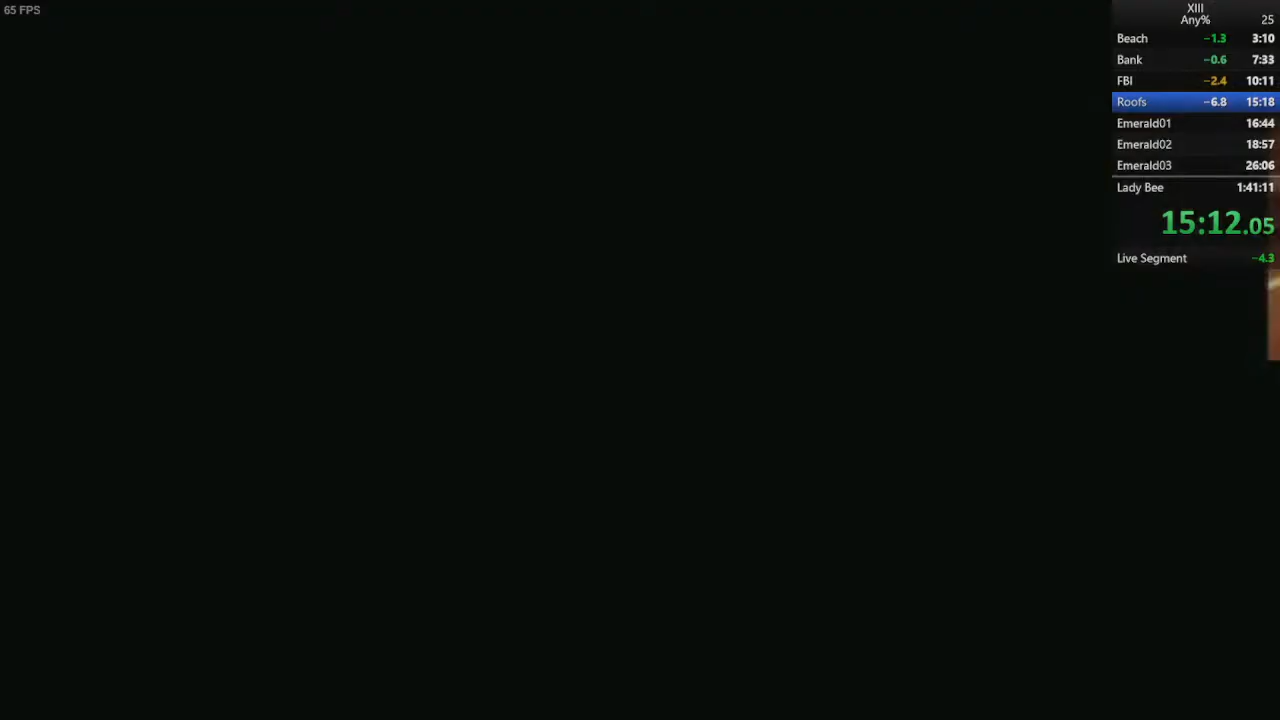 65 FPS
XIII
Any% 25
Beach -1.3 3:10
Bank -0.6 7:33
FBI -2.4 10:11
Roofs -6.8 15:18
Emerald01 16:44
Emerald02 18:57
Emerald03 26:06
Lady Bee 1:41:11
15:12.05
Live Segment -4.3